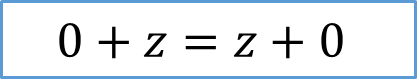 0 + z = z + 0